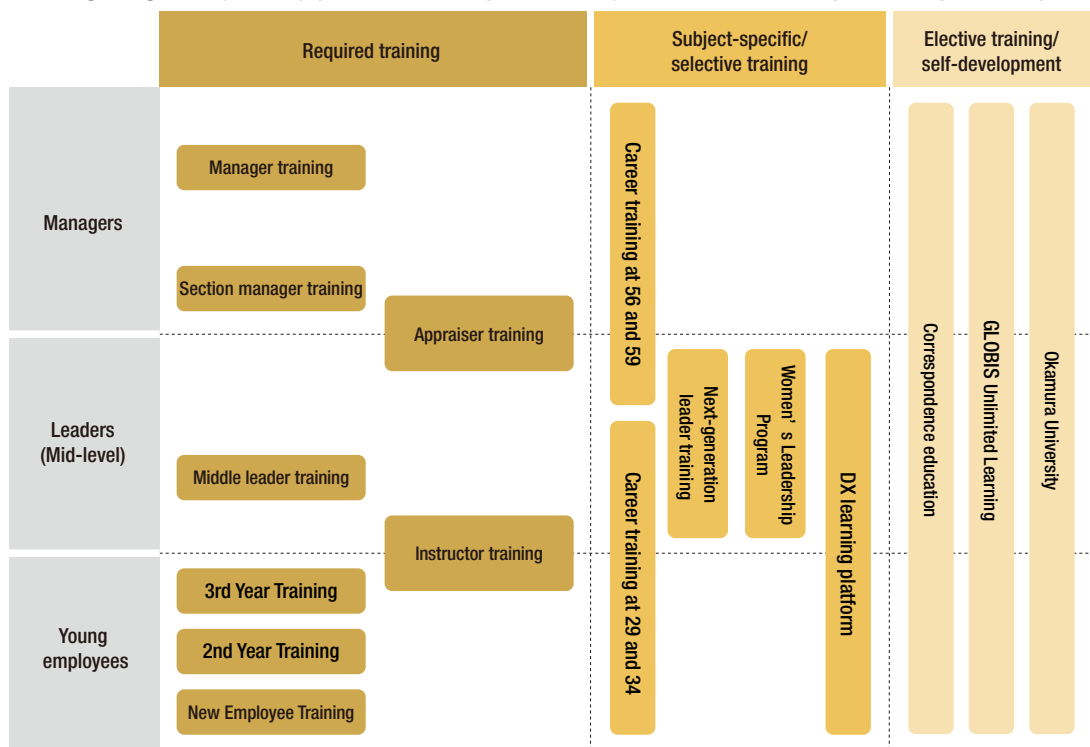 Required training
Subject-specific/
selective training
Elective training/
self-development
Managers
Manager training
Section manager training
Appraiser training
Leaders
(Mid-level)
Middle leader training
Instructor training
Young
employees
3rd Year Training
2nd Year Training
New Employee Training
Career training at 56 and 59
Career training at 29 and 34
Next-generation
leader training
Women's Leadership
Program
DX learning platform
Correspondence education
GLOBIS Unlimited Learning
Okamura University